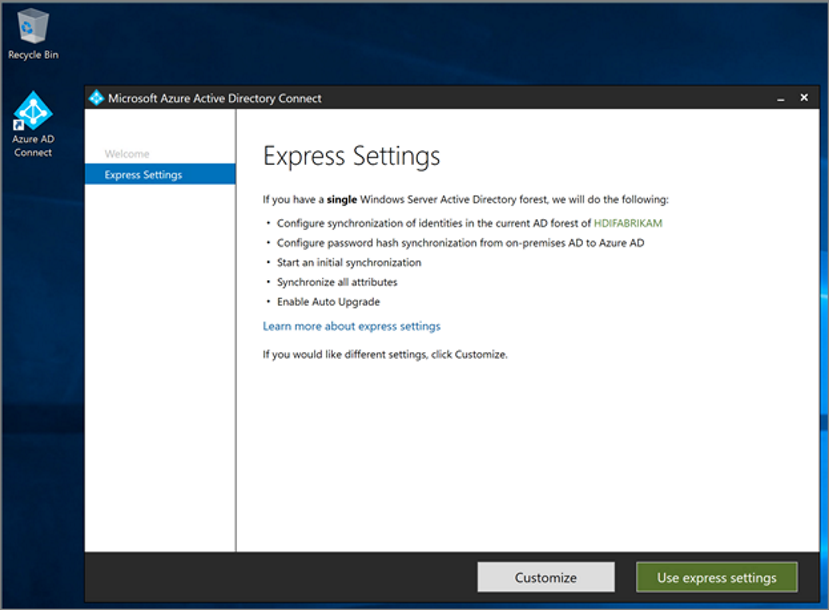 Recycle Bin
Azure AD
Connect
Microsoft Azure Active Directory Connect
Welcome
Express Settings
Express Settings
If you have a single Windows Server Active Directory forest, we will do the following:
• Configure synchronization of identities in the current AD forest of HDIFABRIKAM
• Configure password hash synchronization from on-premises AD to Azure AD
• Start an initial synchronization
• Synchronize all attributes
• Enable Auto Upgrade
Learn more about express settings
If you would like different settings, click Customize.
Customize
Use express settings